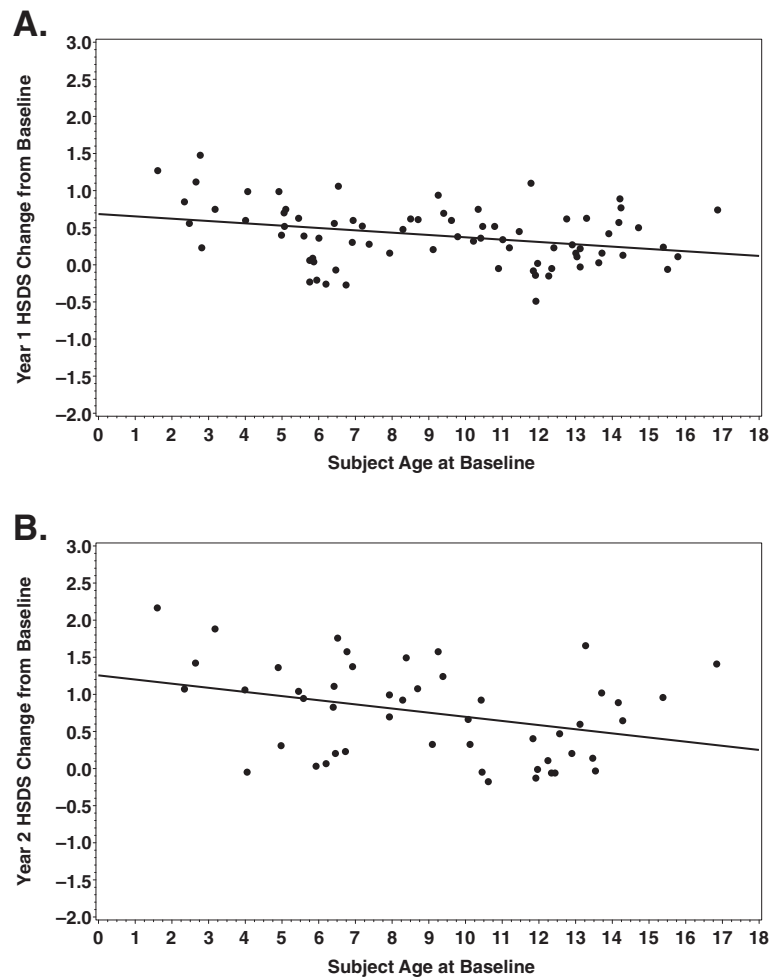 A.
Year 1 HSDS Change from Baseline
3.0
2.5
2.0
1.5
1.0
0.5
0.0
−0.5
−1.0
−1.5
−2.0
0 1 2 3 4 5 6 7 8 9 10 11 12 13 14 15 16 17 18
Subject Age at Baseline
B.
Year 2 HSDS Change from Baseline
3.0
2.5
2.0
1.5
1.0
0.5
0.0
−0.5
−1.0
−1.5
−2.0
0 1 2 3 4 5 6 7 8 9 10 11 12 13 14 15 16 17 18
Subject Age at Baseline